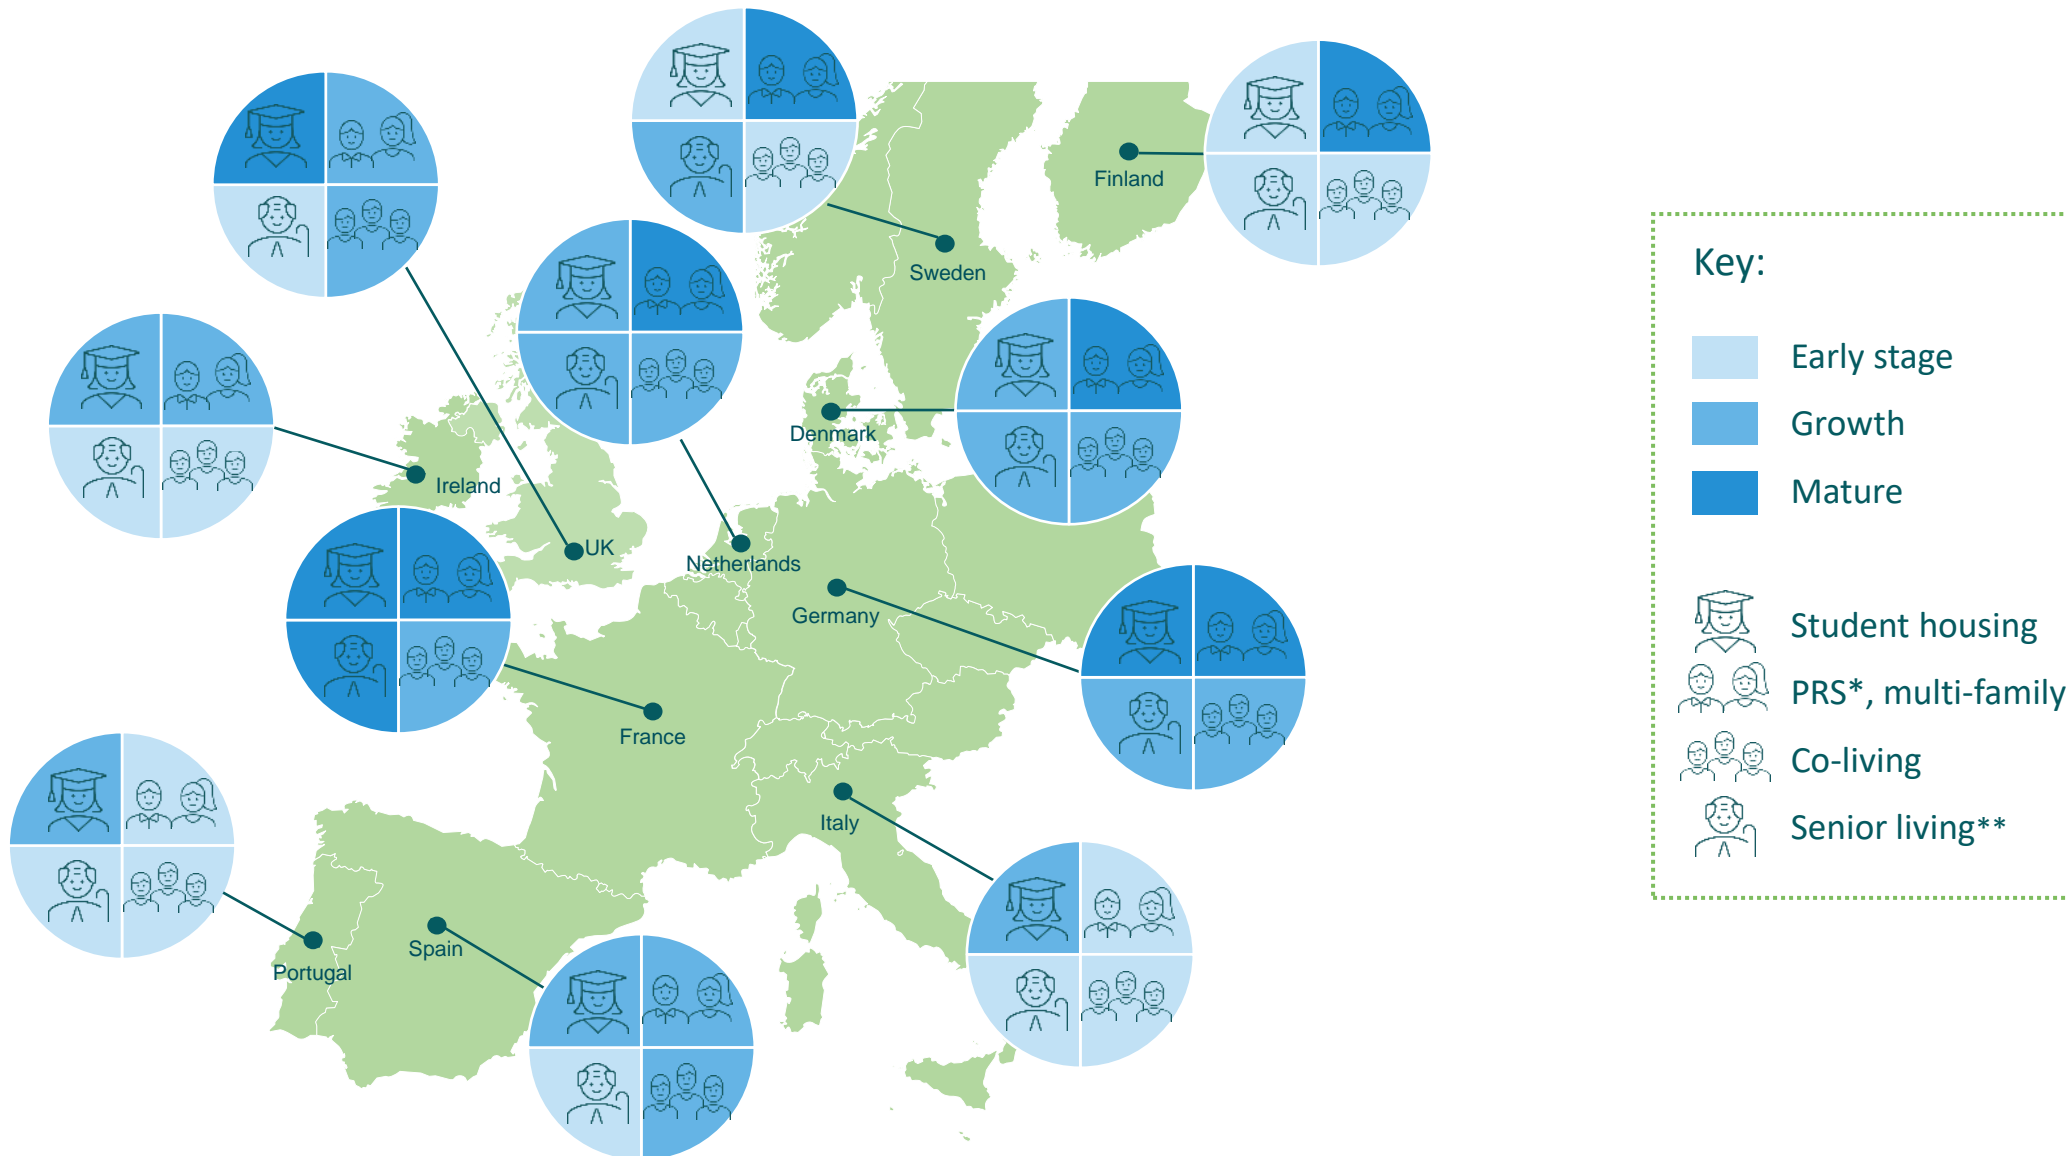 Finland
Sweden
Denmark
Ireland
UK
Netherlands
Germany
France
Italy
Spain
Portugal
Key:
Early stage
Growth
Mature
Student housing
PRS*, multi-family
Co-living
Senior living**